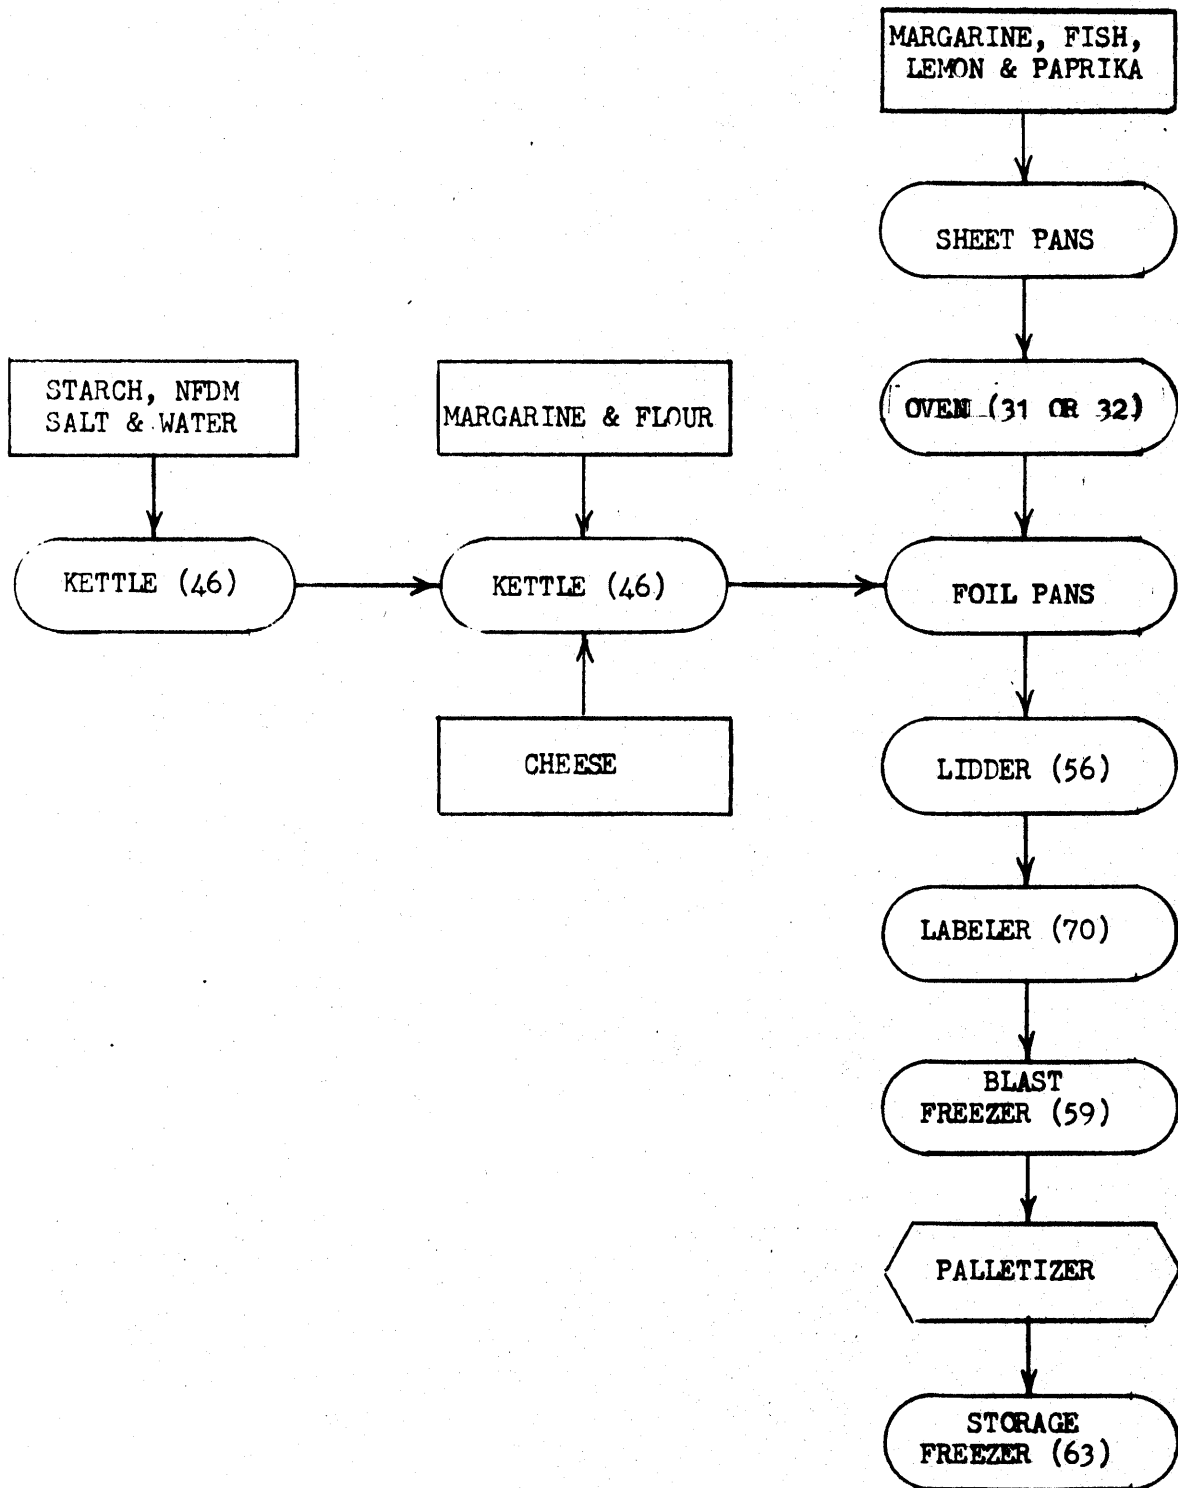 MARGARINE, FISH,
LEMON & PAPRIKA
SHEET PANS
OVEN (31 OR 32)
STARCH, NFDM
SALT & WATER
MARGARINE & FLOUR
KETTLE (46)
KETTLE (46)
FOIL PANS
CHEESE
LIDDER (56)
LABELER (70)
BLAST
FREEZER (59)
PALLETIZER
STORAGE
FREEZER (63)